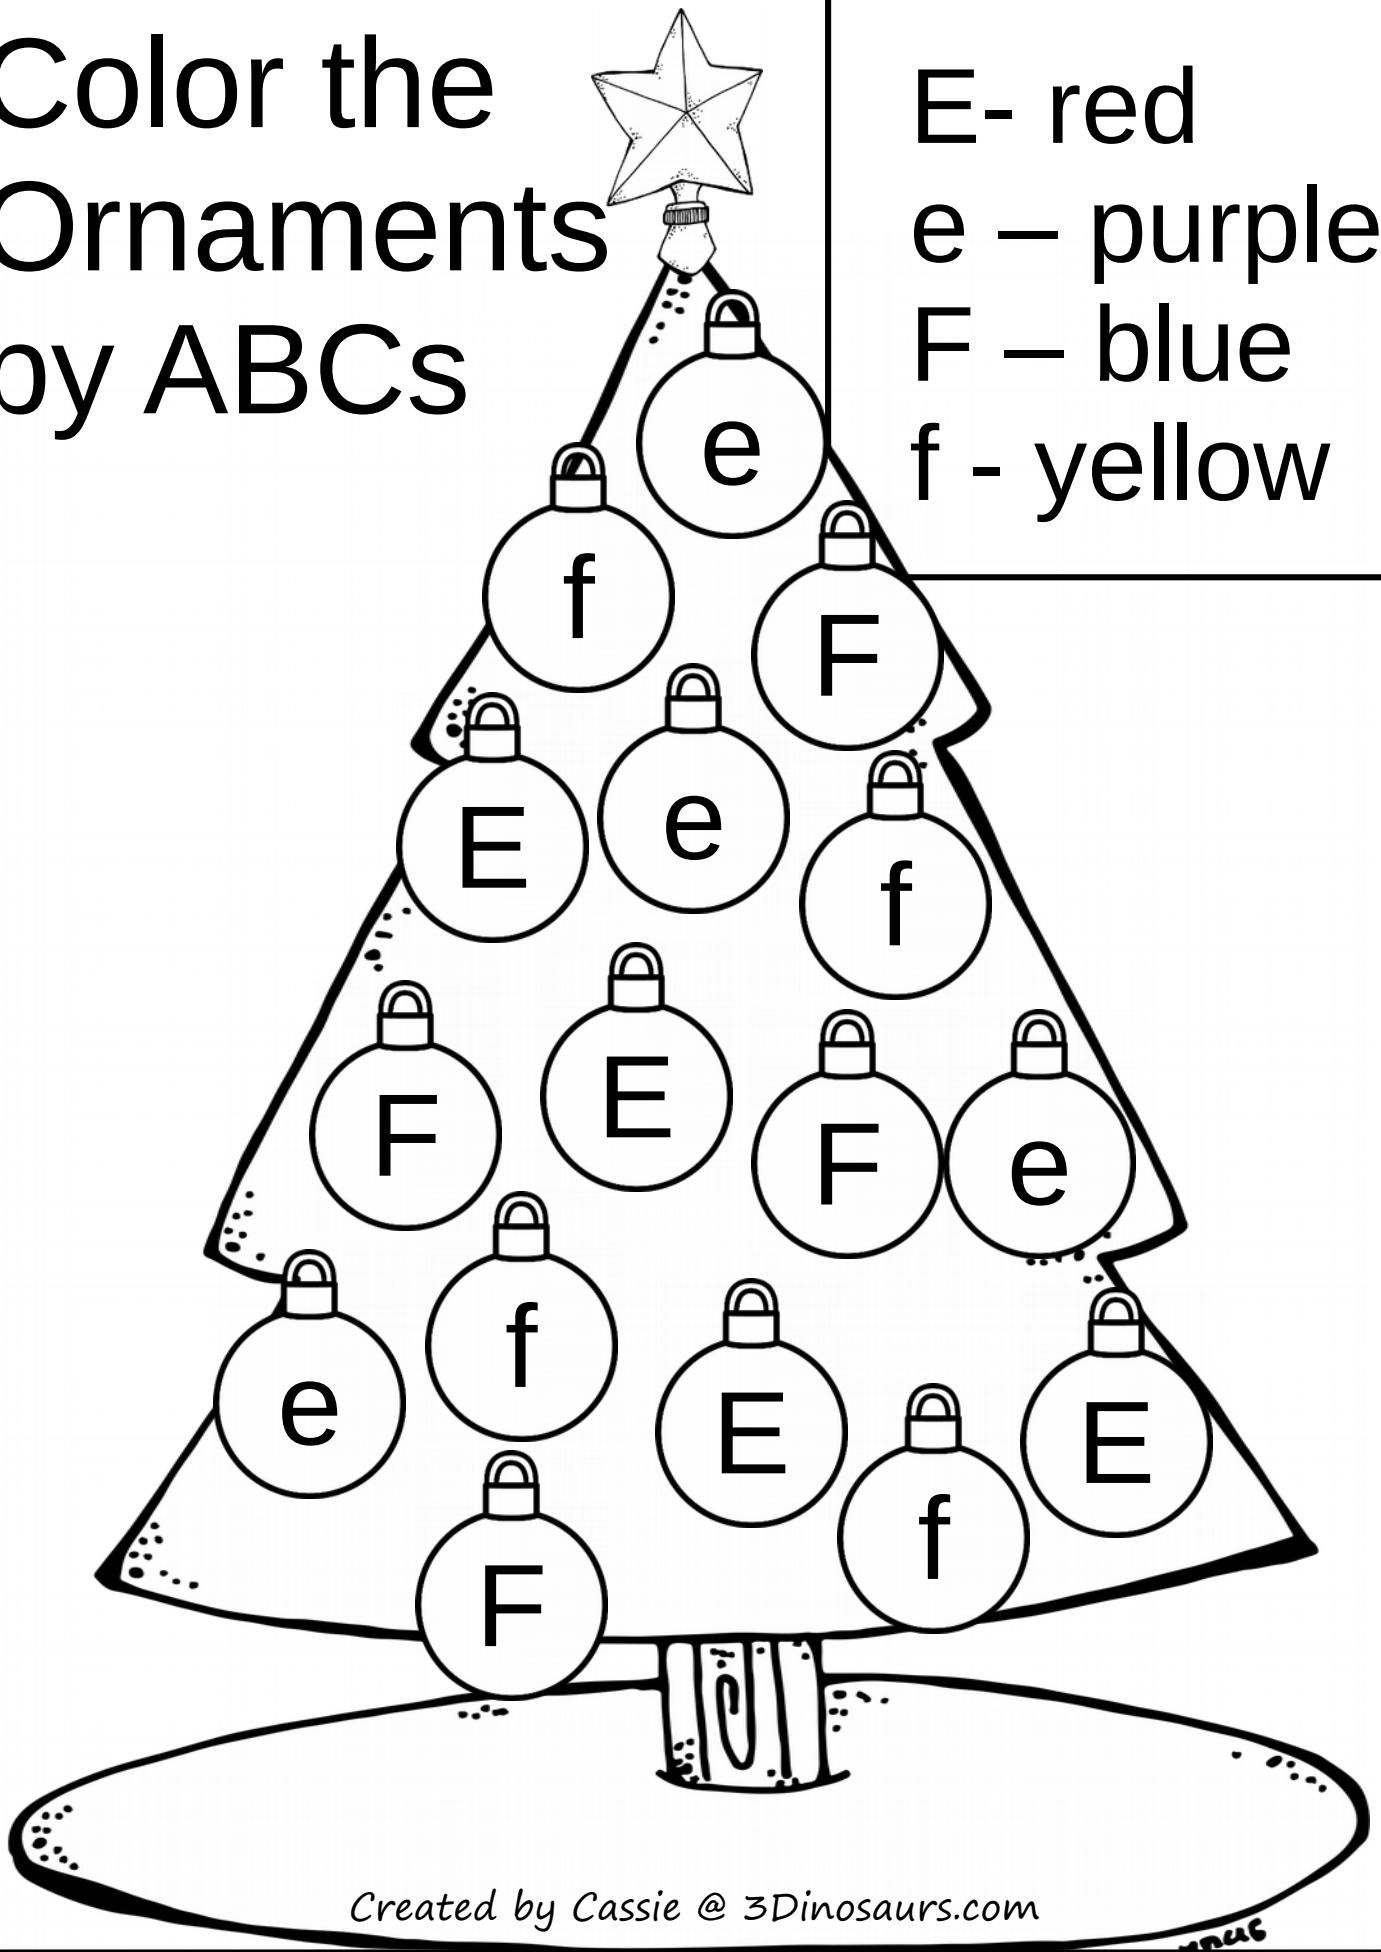 Color the
Ornaments
by ABCs
E- red
e – purple
F – blue
f - yellow
e
f
F
E
e
f
F
E
F
e
e
f
E
E
f
F
Created by Cassie @ 3Dinosaurs.com